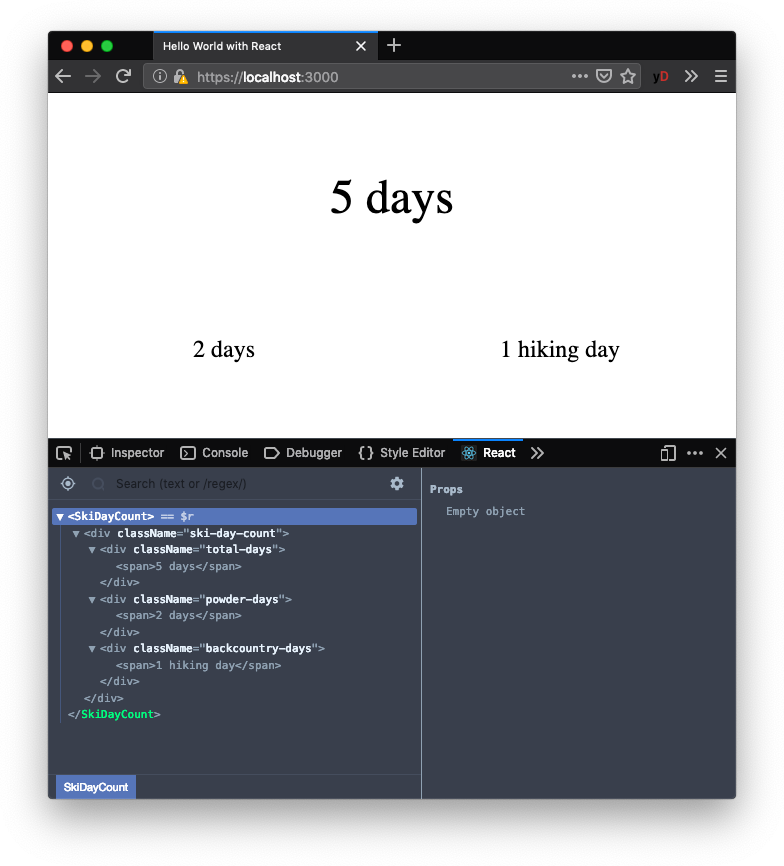 Hello World with React
https://localhost:3000
yD
5 days
2 days 1 hiking day
Inspector Console Debugger {} Style Editor React
Search (text or /regex/)
<SkiDayCount> == $r
<div className="ski-day-count">
<div className="total-days">
<span>5 days</span>
</div>
<div className="powder-days">
<span>2 days</span>
</div>
<div className="backcountry-days">
<span>1 hiking day</span>
</div>
</div>
</SkiDayCount>
SkiDayCount
Props
Empty object